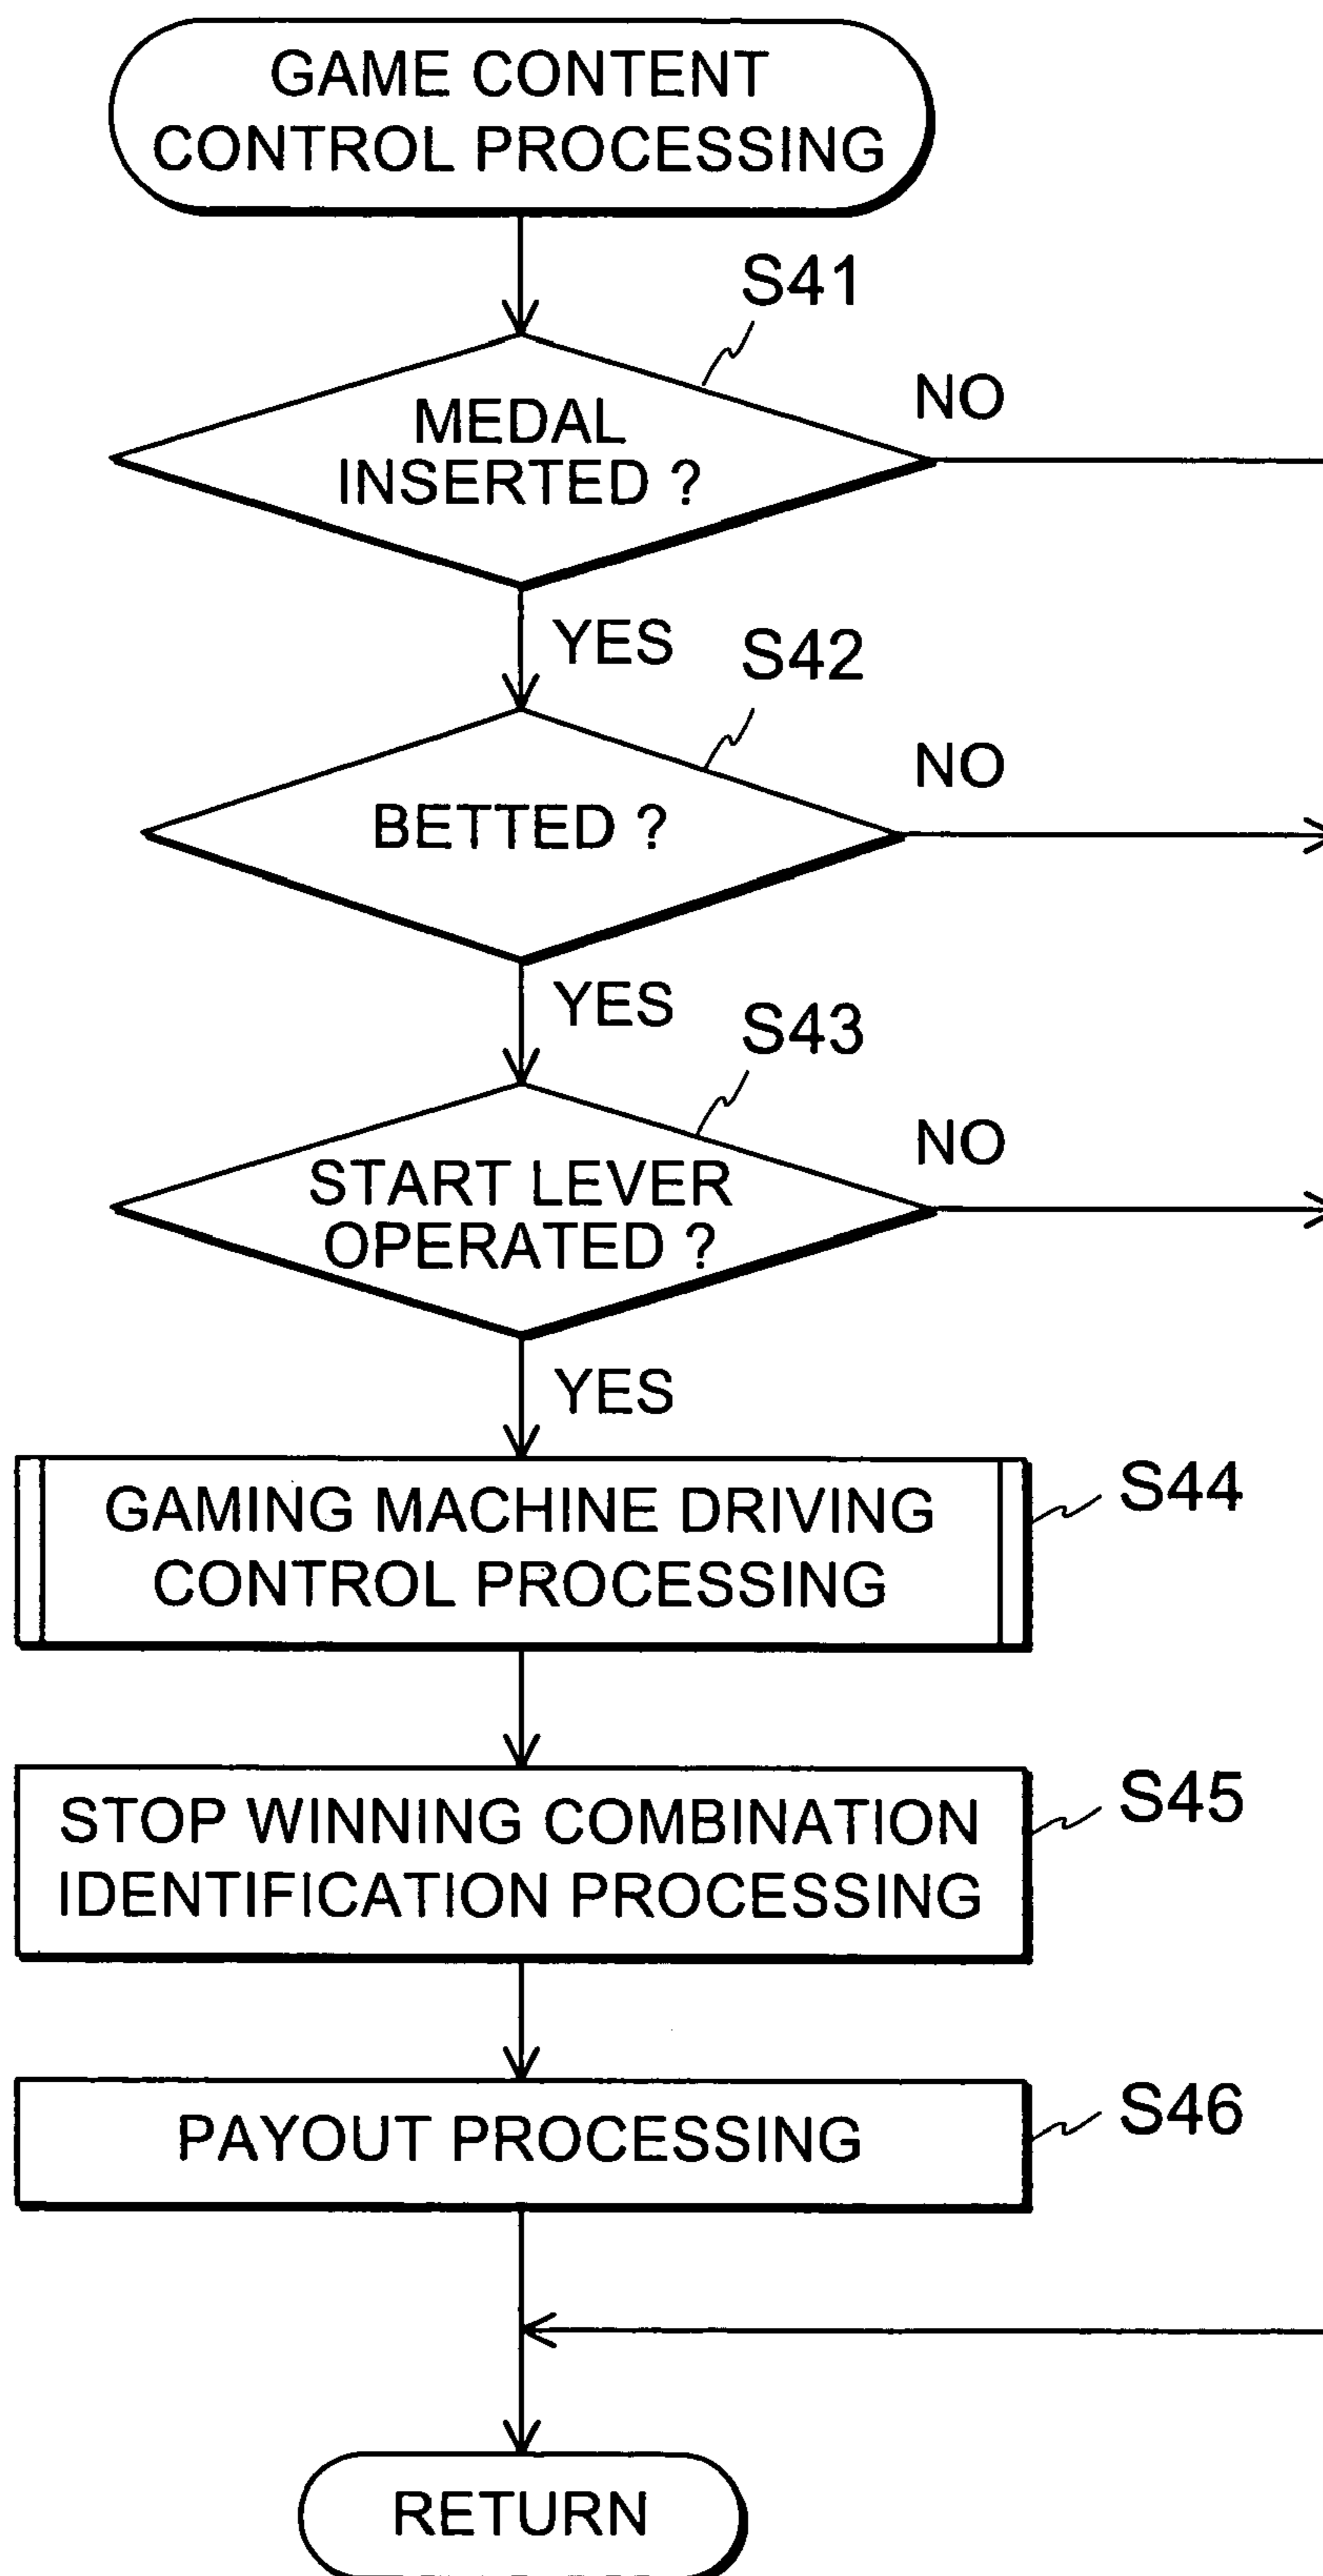 GAME CONTENT
CONTROL PROCESSING
S41
MEDAL
INSERTED ?
NO
YES
S42
BETTED ?
NO
YES
S43
START LEVER
OPERATED ?
NO
YES
GAMING MACHINE DRIVING
CONTROL PROCESSING
S44
STOP WINNING COMBINATION
IDENTIFICATION PROCESSING
S45
PAYOUT PROCESSING
S46
RETURN